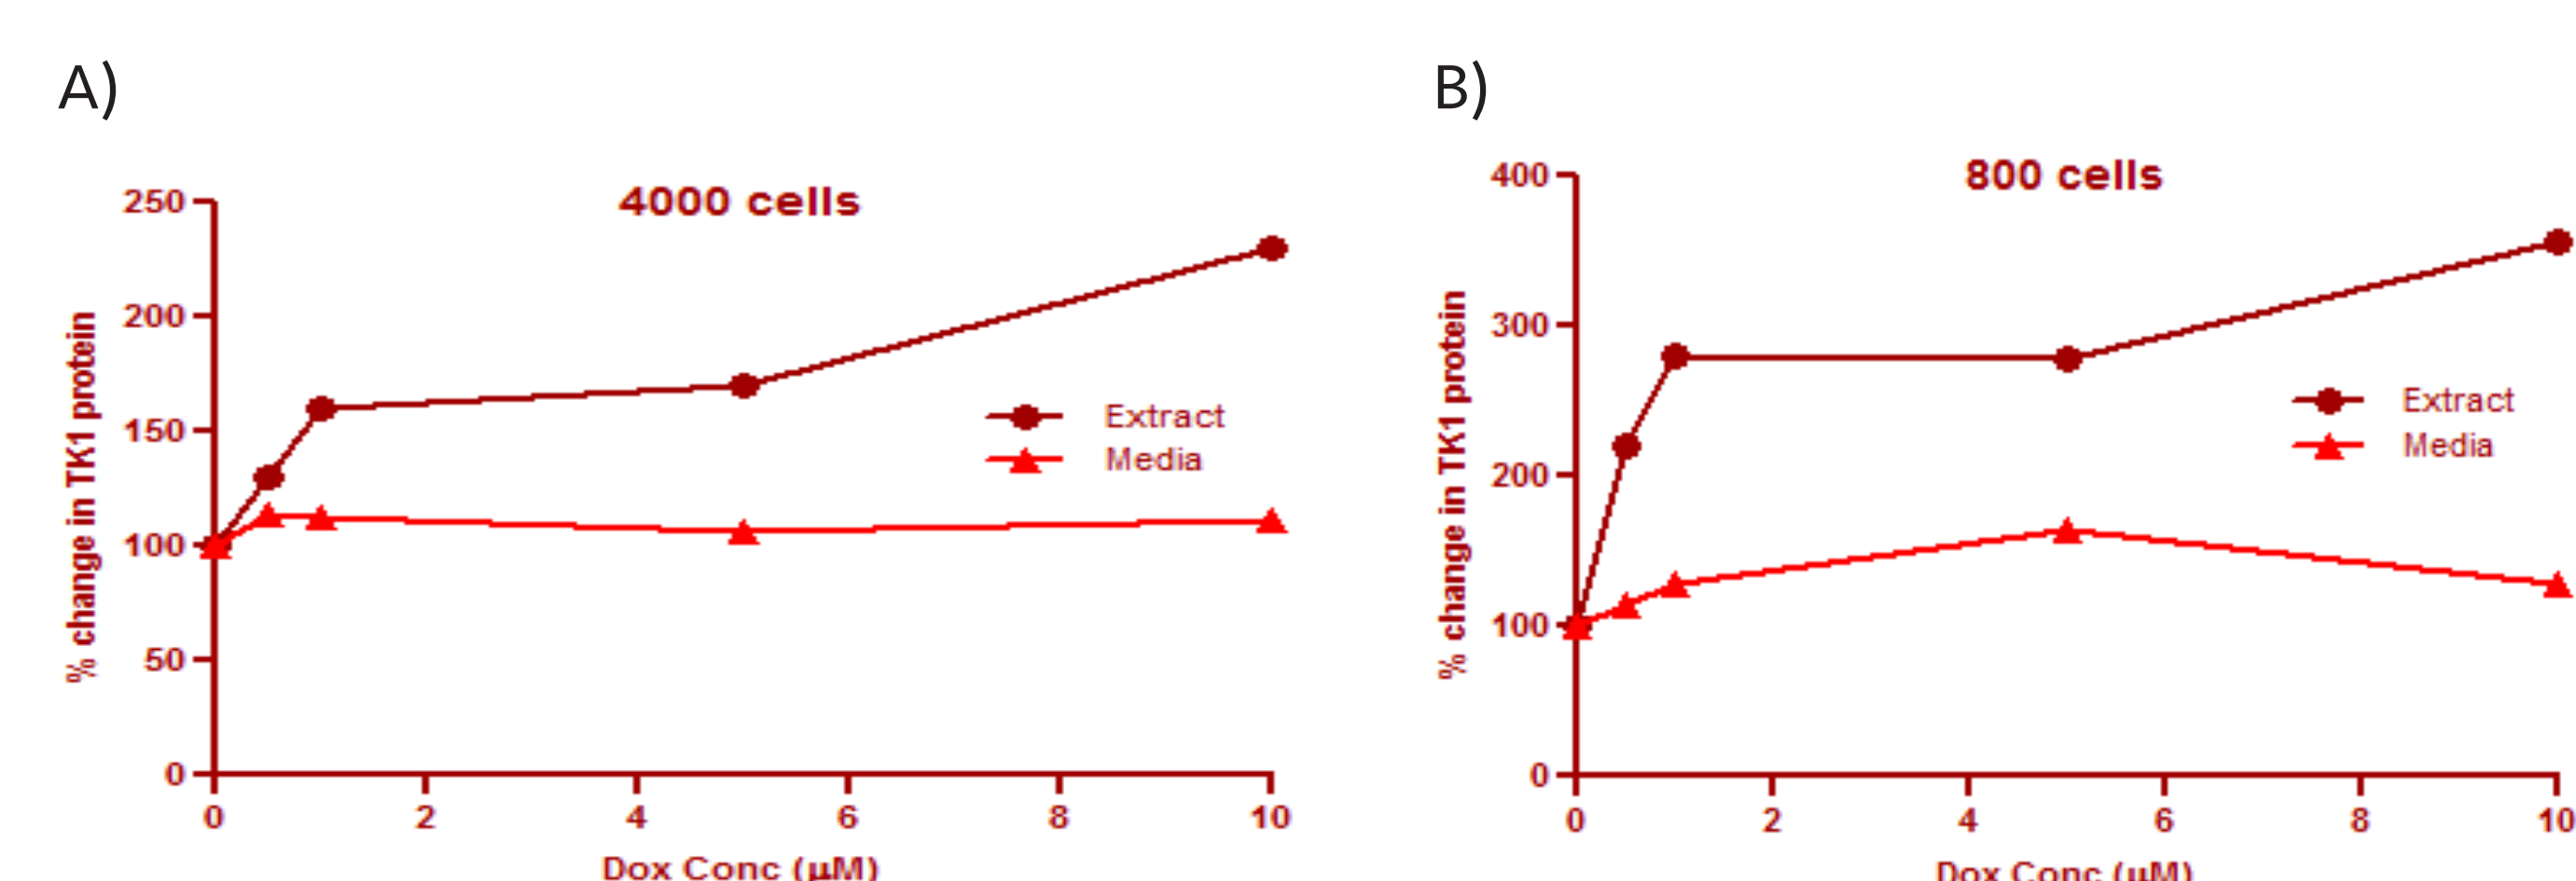 A)
4000 cells
250
200
150
100
50
0
% change in TK1 protein
Extract
Media
0 2 4 6 8 10
Dox Conc (µM)
B)
800 cells
400
300
200
100
0
% change in TK1 protein
Extract
Media
0 2 4 6 8 10
Dox Conc (µM)